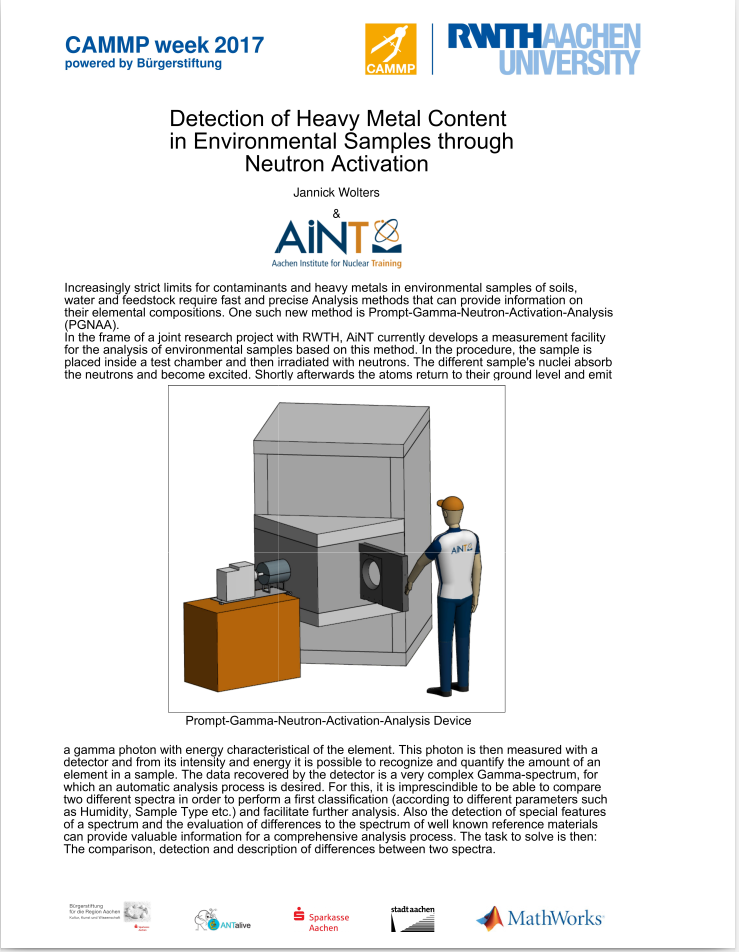 CAMMP week 2017
powered by Bürgerstiftung
CAMMP
RWTHAACHEN
UNIVERSITY
Detection of Heavy Metal Content
in Environmental Samples through
Neutron Activation
Jannick Wolters
&
AiNT
Aachen Institute for Nuclear Training
Increasingly strict limits for contaminants and heavy metals in environmental samples of soils,
water and feedstock require fast and precise Analysis methods that can provide information on
their elemental compositions. One such new method is Prompt-Gamma-Neutron-Activation-Analysis
(PGNAA).
In the frame of a joint research project with RWTH, AiNT currently develops a measurement facility
for the analysis of environmental samples based on this method. In the procedure, the sample is
placed inside a test chamber and then irradiated with neutrons. The different sample's nuclei absorb
the neutrons and become excited. Shortly afterwards the atoms return to their ground level and emit
AiNT
Prompt-Gamma-Neutron-Activation-Analysis Device
a gamma photon with energy characteristical of the element. This photon is then measured with a
detector and from its intensity and energy it is possible to recognize and quantify the amount of an
element in a sample. The data recovered by the detector is a very complex Gamma-spectrum, for
which an automatic analysis process is desired. For this, it is imprescindible to be able to compare
two different spectra in order to perform a first classification (according to different parameters such
as Humidity, Sample Type etc.) and facilitate further analysis. Also the detection of special features
of a spectrum and the evaluation of differences to the spectrum of well known reference materials
can provide valuable information for a comprehensive analysis process. The task to solve is then:
The comparison, detection and description of differences between two spectra.
Bürgerstiftung
für die Region Aachen
Kultur, Kunst und Wissenschaft
ANTalive
Sparkasse
Aachen
stadt aachen
MathWorks